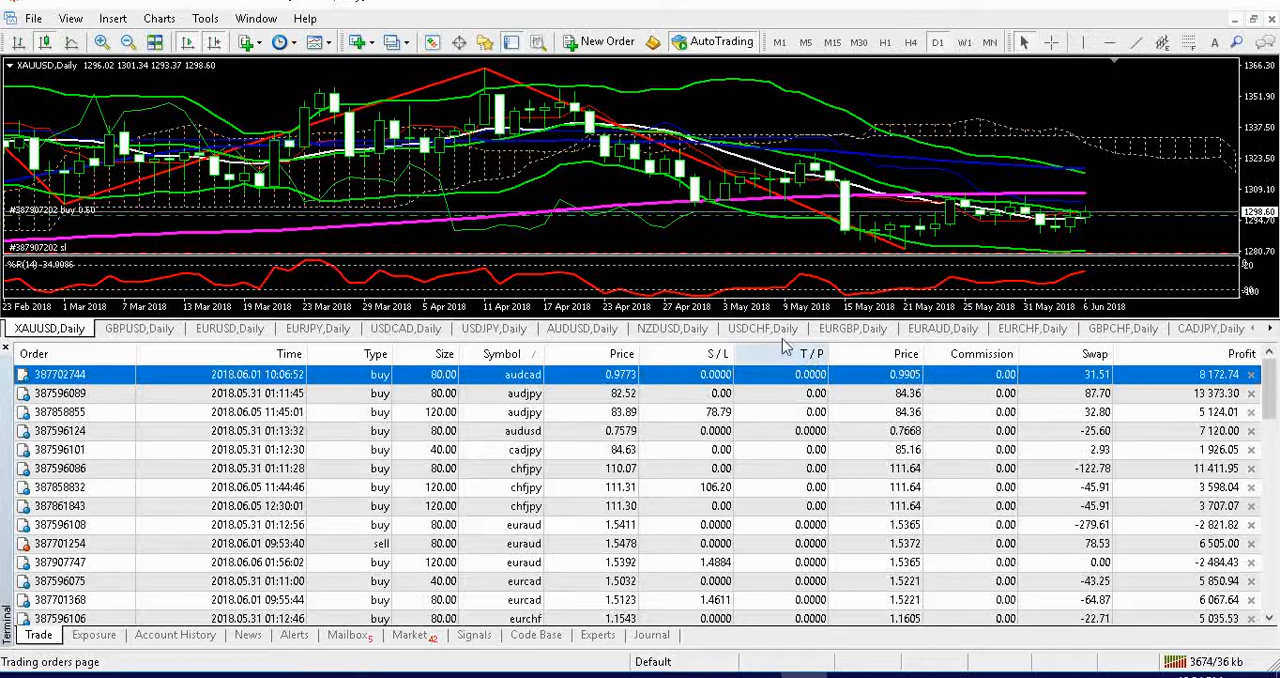 File View Insert Charts Tools Window Help
New Order AutoTrading M1 M5 M15 M30 H1 H4 D1 W1 MN A
XAUUSD,Daily 1296.02 1301.34 1293.37 1298.60
1366.30
1351.90
1337.50
1323.50
1309.10
#387907202 buy 0.60
1298.60
#387907202 sl
1280.70
%R(14) -34.0086
23 Feb 2018 1 Mar 2018 7 Mar 2018 13 Mar 2018 19 Mar 2018 23 Mar 2018 29 Mar 2018 5 Apr 2018 11 Apr 2018 17 Apr 2018 23 Apr 2018 27 Apr 2018 3 May 2018 9 May 2018 15 May 2018 21 May 2018 25 May 2018 31 May 2018 6 Jun 2018
XAUUSD,Daily GBPUSD,Daily EURUSD,Daily EURJPY,Daily USDCAD,Daily USDJPY,Daily AUDUSD,Daily NZDUSD,Daily USDCHF,Daily EURGBP,Daily EURAUD,Daily EURCHF,Daily GBPCHF,Daily CADJPY,Daily
Order Time Type Size Symbol / Price S / L T / P Price Commission Swap Profit
387702744 2018.06.01 10:06:52 buy 80.00 audcad 0.9773 0.0000 0.0000 0.9905 0.00 31.51 8 172.74
387596089 2018.05.31 01:11:45 buy 80.00 audjpy 82.52 0.00 0.00 84.36 0.00 87.70 13 373.30
387858855 2018.06.05 11:45:01 buy 120.00 audjpy 83.89 78.79 0.00 84.36 0.00 32.80 5 124.01
387596124 2018.05.31 01:13:32 buy 80.00 audusd 0.7579 0.0000 0.0000 0.7668 0.00 -25.60 7 120.00
387596101 2018.05.31 01:12:30 buy 40.00 cadjpy 84.63 0.00 0.00 85.16 0.00 2.93 1 926.05
387596086 2018.05.31 01:11:28 buy 80.00 chfjpy 110.07 0.00 0.00 111.64 0.00 -122.78 11 411.95
387858832 2018.06.05 11:44:46 buy 120.00 chfjpy 111.31 106.20 0.00 111.64 0.00 -45.91 3 598.04
387861843 2018.06.05 12:30:01 buy 120.00 chfjpy 111.30 0.00 0.00 111.64 0.00 -45.91 3 707.07
387596108 2018.05.31 01:12:56 buy 80.00 euraud 1.5411 0.0000 0.0000 1.5365 0.00 -279.61 -2 821.82
387701254 2018.06.01 09:53:40 sell 80.00 euraud 1.5478 0.0000 0.0000 1.5372 0.00 78.53 6 505.00
387907747 2018.06.06 01:56:02 buy 120.00 euraud 1.5392 1.4884 0.0000 1.5365 0.00 0.00 -2 484.43
387596075 2018.05.31 01:11:00 buy 40.00 eurcad 1.5032 0.0000 0.0000 1.5221 0.00 -43.25 5 850.94
387701368 2018.06.01 09:55:44 buy 80.00 eurcad 1.5123 1.4611 0.0000 1.5221 0.00 -64.87 6 067.64
387596106 2018.05.31 01:12:46 buy 80.00 eurchf 1.1543 0.0000 0.0000 1.1605 0.00 -22.71 5 035.53
Trade Exposure Account History News Alerts Mailbox 5 Market 42 Signals Code Base Experts Journal
Terminal
Trading orders page Default 3674/36 kb